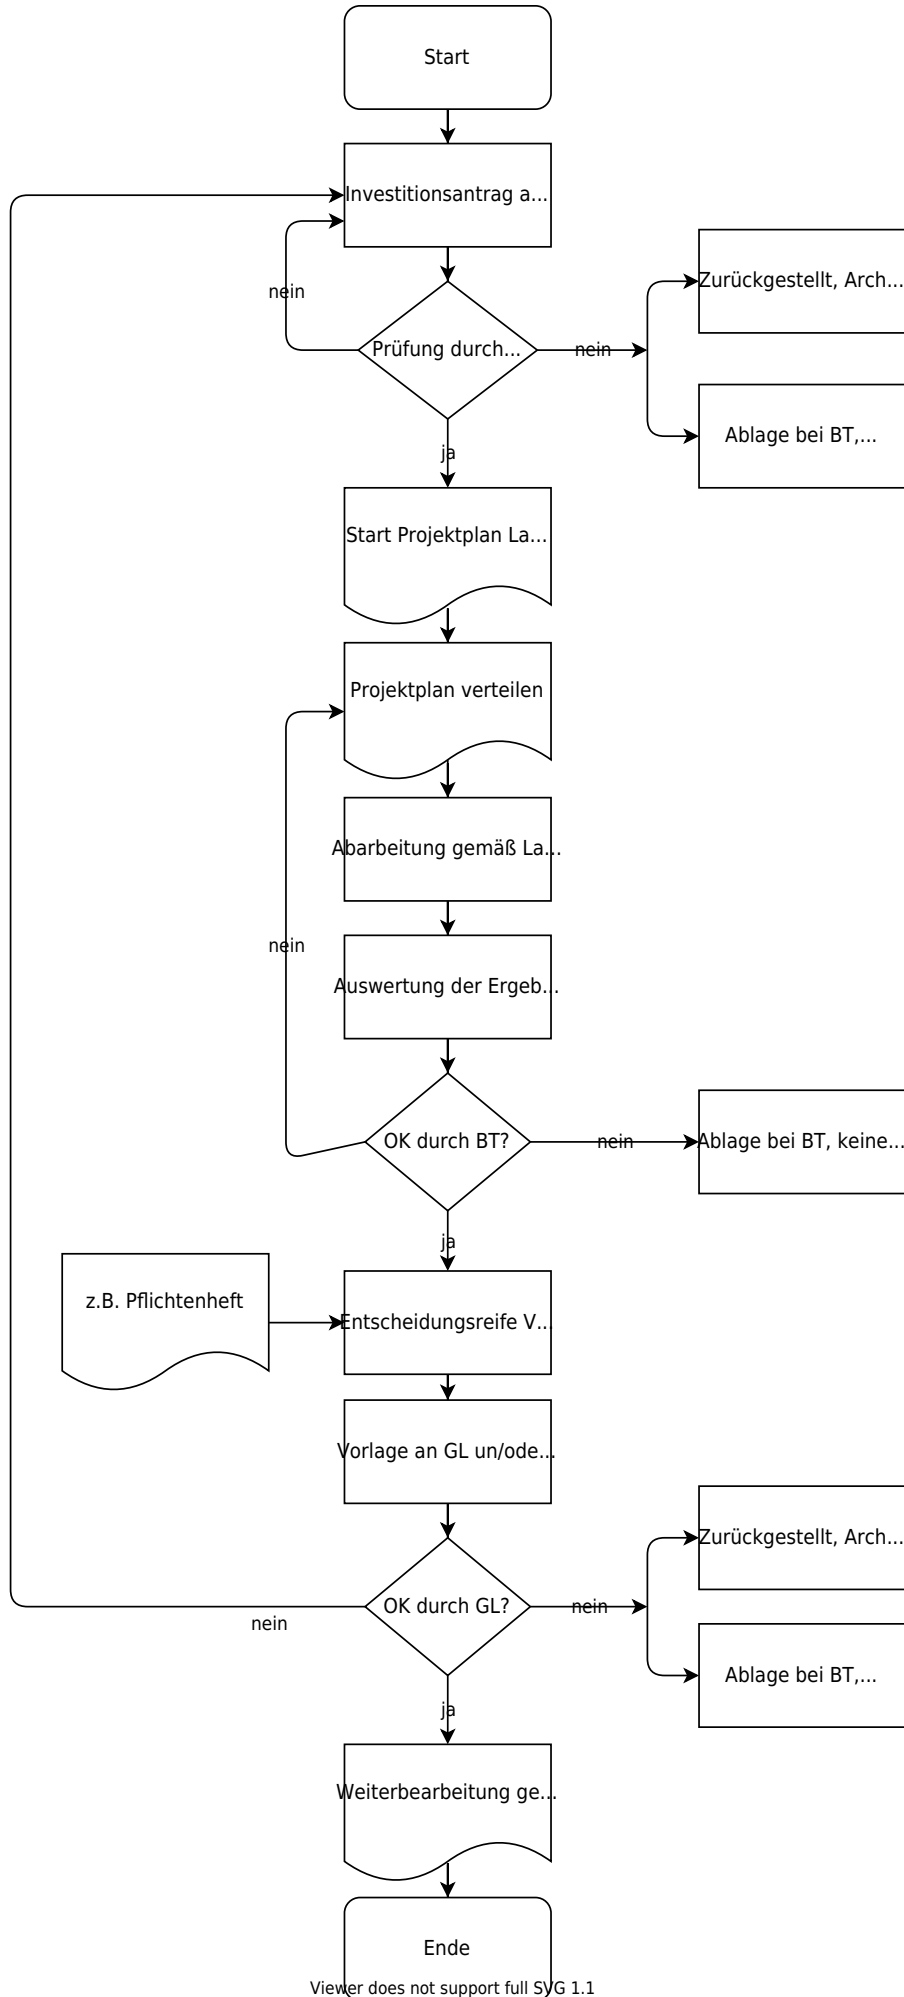 Start
Investitionsantrag a...
nein
Zurückgestellt, Arch...
Prüfung durch...
nein
Ablage bei BT,...
ja
Start Projektplan La...
Projektplan verteilen
Abarbeitung gemäß La...
nein
Auswertung der Ergeb...
OK durch BT?
nein
Ablage bei BT, keine...
ja
z.B. Pflichtenheft
Entscheidungsreife V...
Vorlage an GL un/ode...
Zurückgestellt, Arch...
OK durch GL?
nein
nein
Ablage bei BT,...
ja
Weiterbearbeitung ge...
Ende
Viewer does not support full SVG 1.1